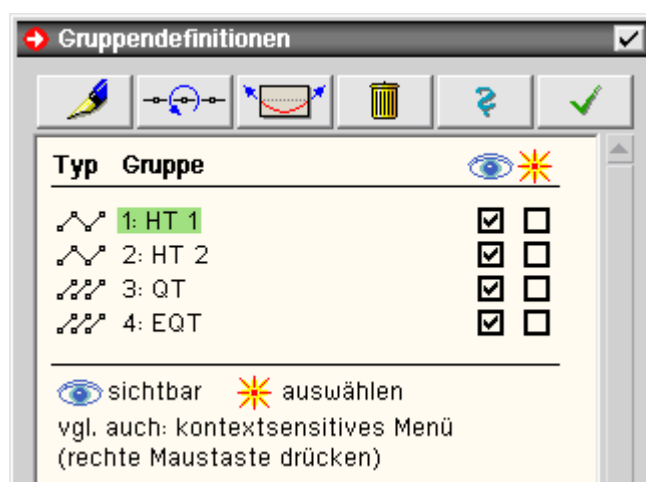 Gruppendefinitionen
Typ Gruppe
1: HT 1
2: HT 2
3: QT
4: EQT
sichtbar auswählen
vgl. auch: kontextsensitives Menü
(rechte Maustaste drücken)